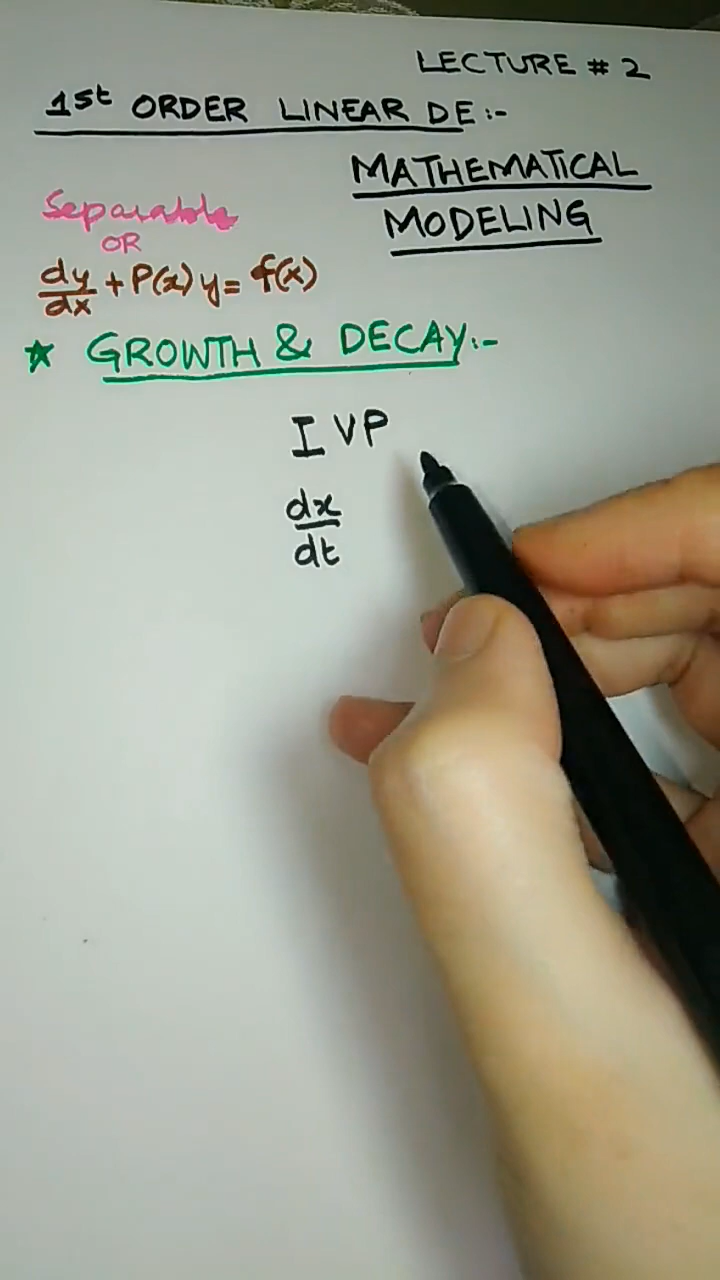 LECTURE # 2
1st ORDER LINEAR DE :-
MATHEMATICAL
MODELING
Separable
OR
dy/dx + P(x) y = f(x)
★ GROWTH & DECAY :-
IVP
dx/dt